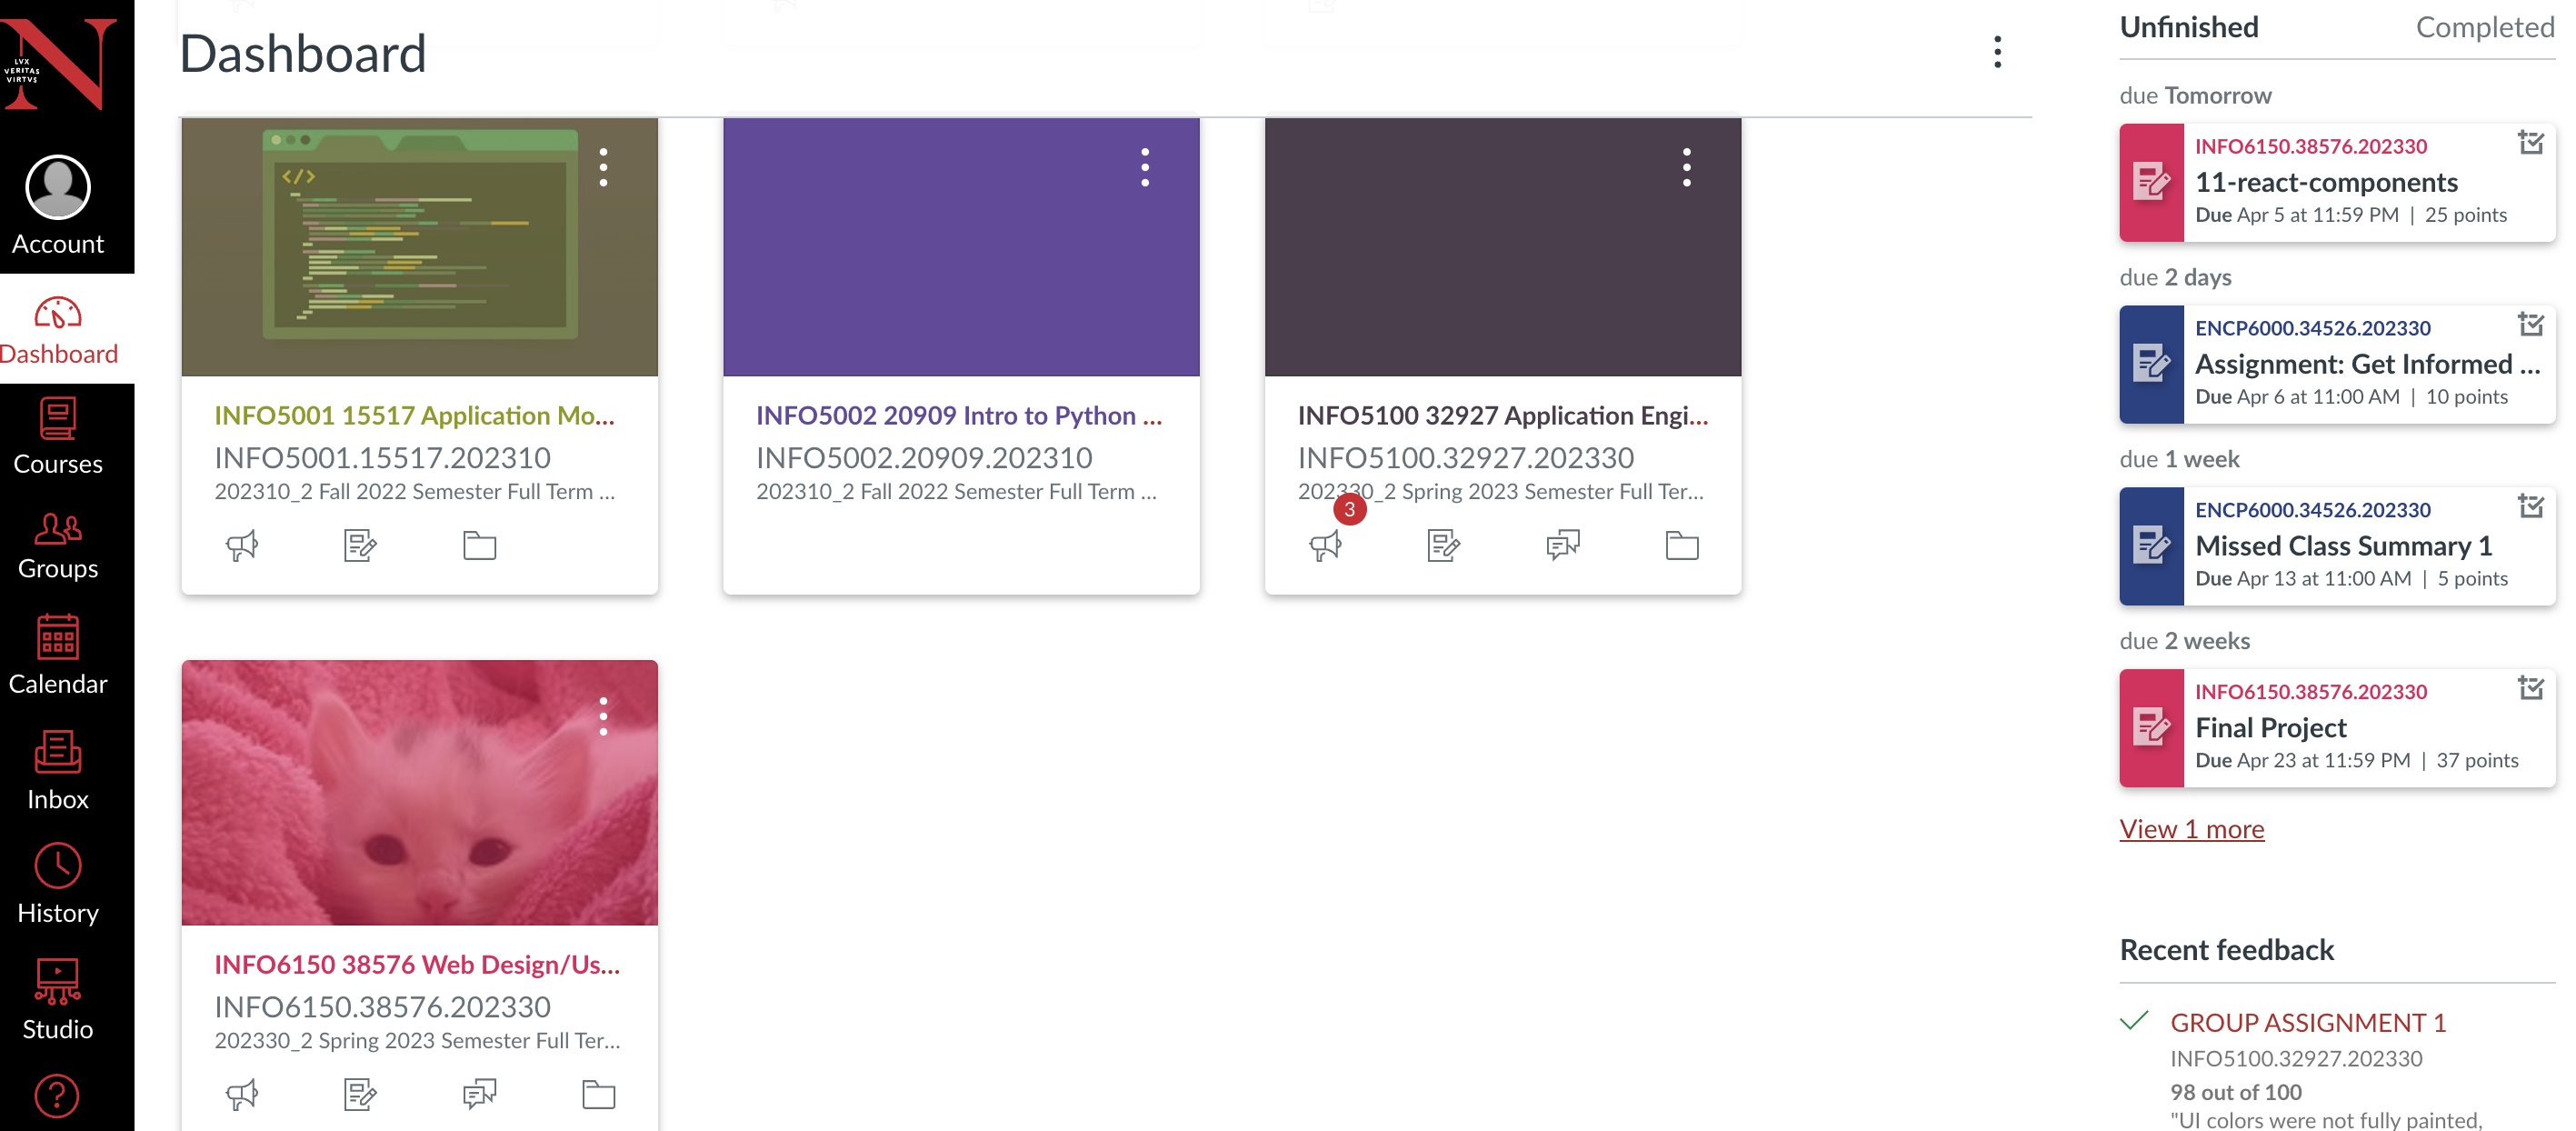 LVX
VERITAS
VIRTVS
Account
Dashboard
Courses
Groups
Calendar
Inbox
History
Studio
?
Dashboard
</>
INFO5001 15517 Application Mo...
INFO5001.15517.202310
202310_2 Fall 2022 Semester Full Term ...
INFO5002 20909 Intro to Python ...
INFO5002.20909.202310
202310_2 Fall 2022 Semester Full Term ...
INFO5100 32927 Application Engi...
INFO5100.32927.202330
202330_2 Spring 2023 Semester Full Ter...
3
INFO6150 38576 Web Design/Us...
INFO6150.38576.202330
202330_2 Spring 2023 Semester Full Ter...
Unfinished Completed
due Tomorrow
INFO6150.38576.202330
11-react-components
Due Apr 5 at 11:59 PM | 25 points
due 2 days
ENCP6000.34526.202330
Assignment: Get Informed ...
Due Apr 6 at 11:00 AM | 10 points
due 1 week
ENCP6000.34526.202330
Missed Class Summary 1
Due Apr 13 at 11:00 AM | 5 points
due 2 weeks
INFO6150.38576.202330
Final Project
Due Apr 23 at 11:59 PM | 37 points
View 1 more
Recent feedback
GROUP ASSIGNMENT 1
INFO5100.32927.202330
98 out of 100
"UI colors were not fully painted,